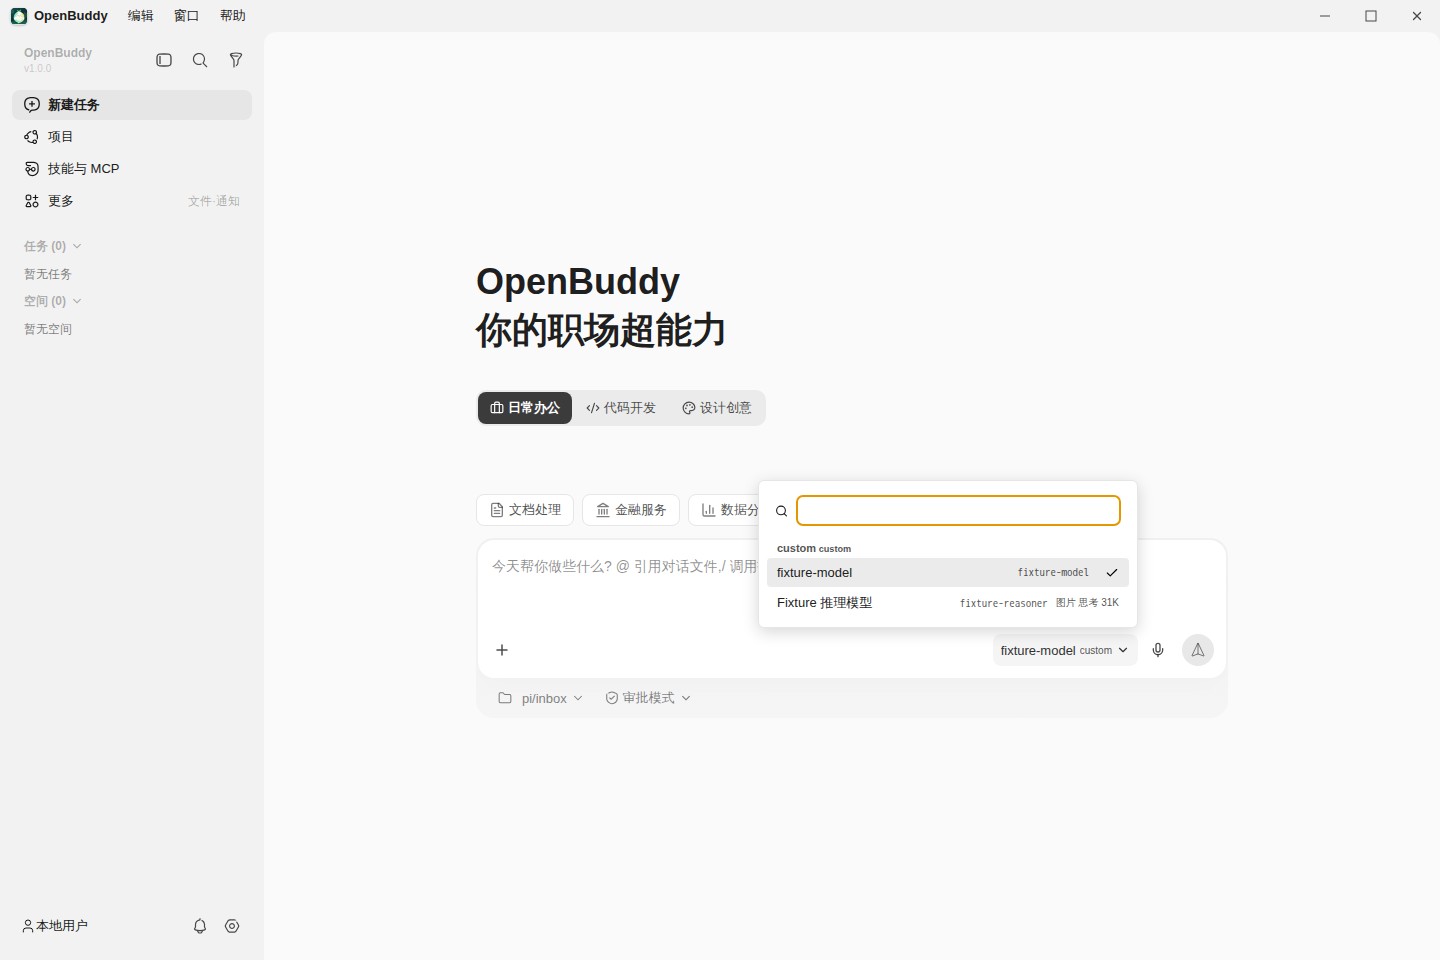 OpenBuddy 编辑 窗口 帮助
OpenBuddy
v1.0.0
新建任务
项目
技能与 MCP
更多 文件·通知
任务 (0)
暂无任务
空间 (0)
暂无空间
本地用户
OpenBuddy
你的职场超能力
日常办公 代码开发 设计创意
文档处理 金融服务 数据分
今天帮你做些什么? @ 引用对话文件,/ 调用
custom custom
fixture-model fixture-model
Fixture 推理模型 fixture-reasoner 图片 思考 31K
fixture-model custom
pi/inbox 审批模式